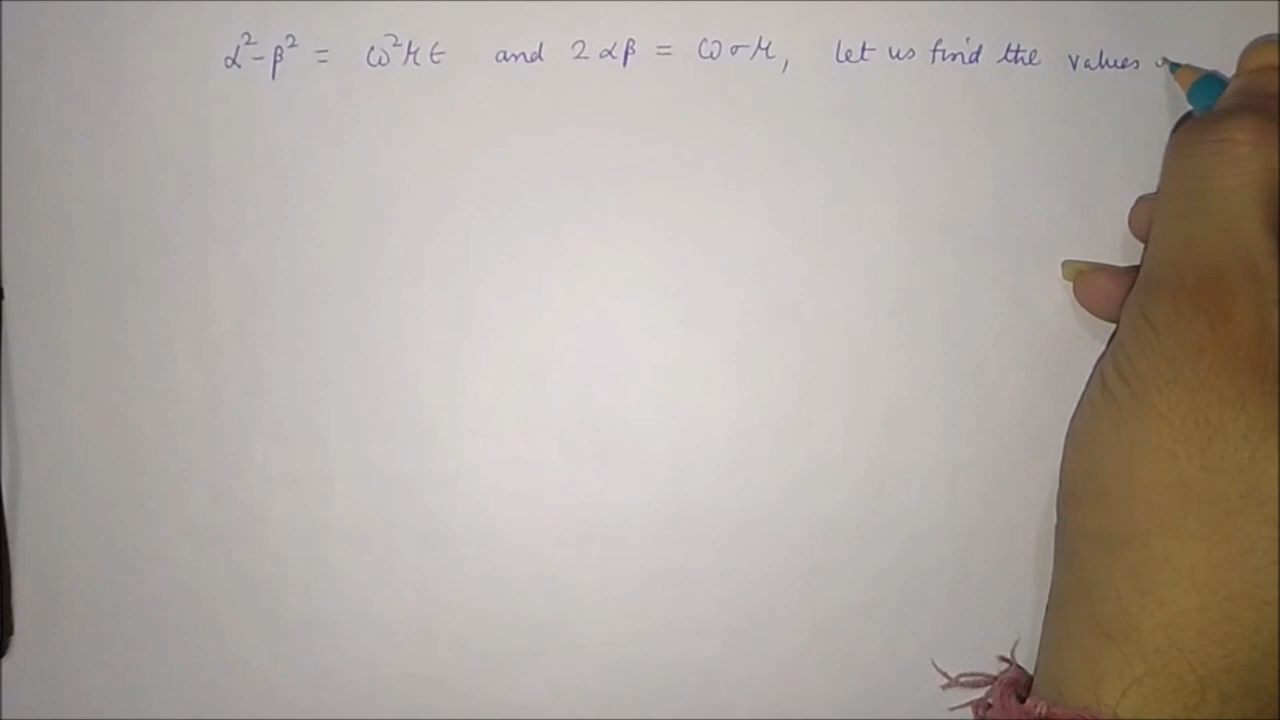 α² - β² = ω²με and 2αβ = ωσμ, let us find the values